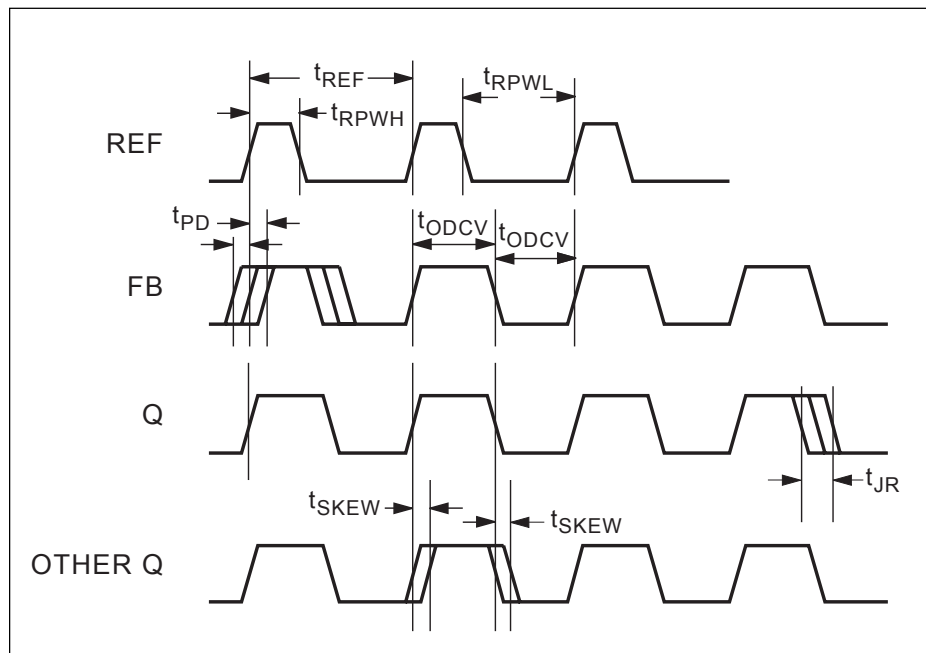 tREF
tRPWL
tRPWH
REF
tPD
tODCV
tODCV
FB
Q
tJR
tSKEW
tSKEW
OTHER Q